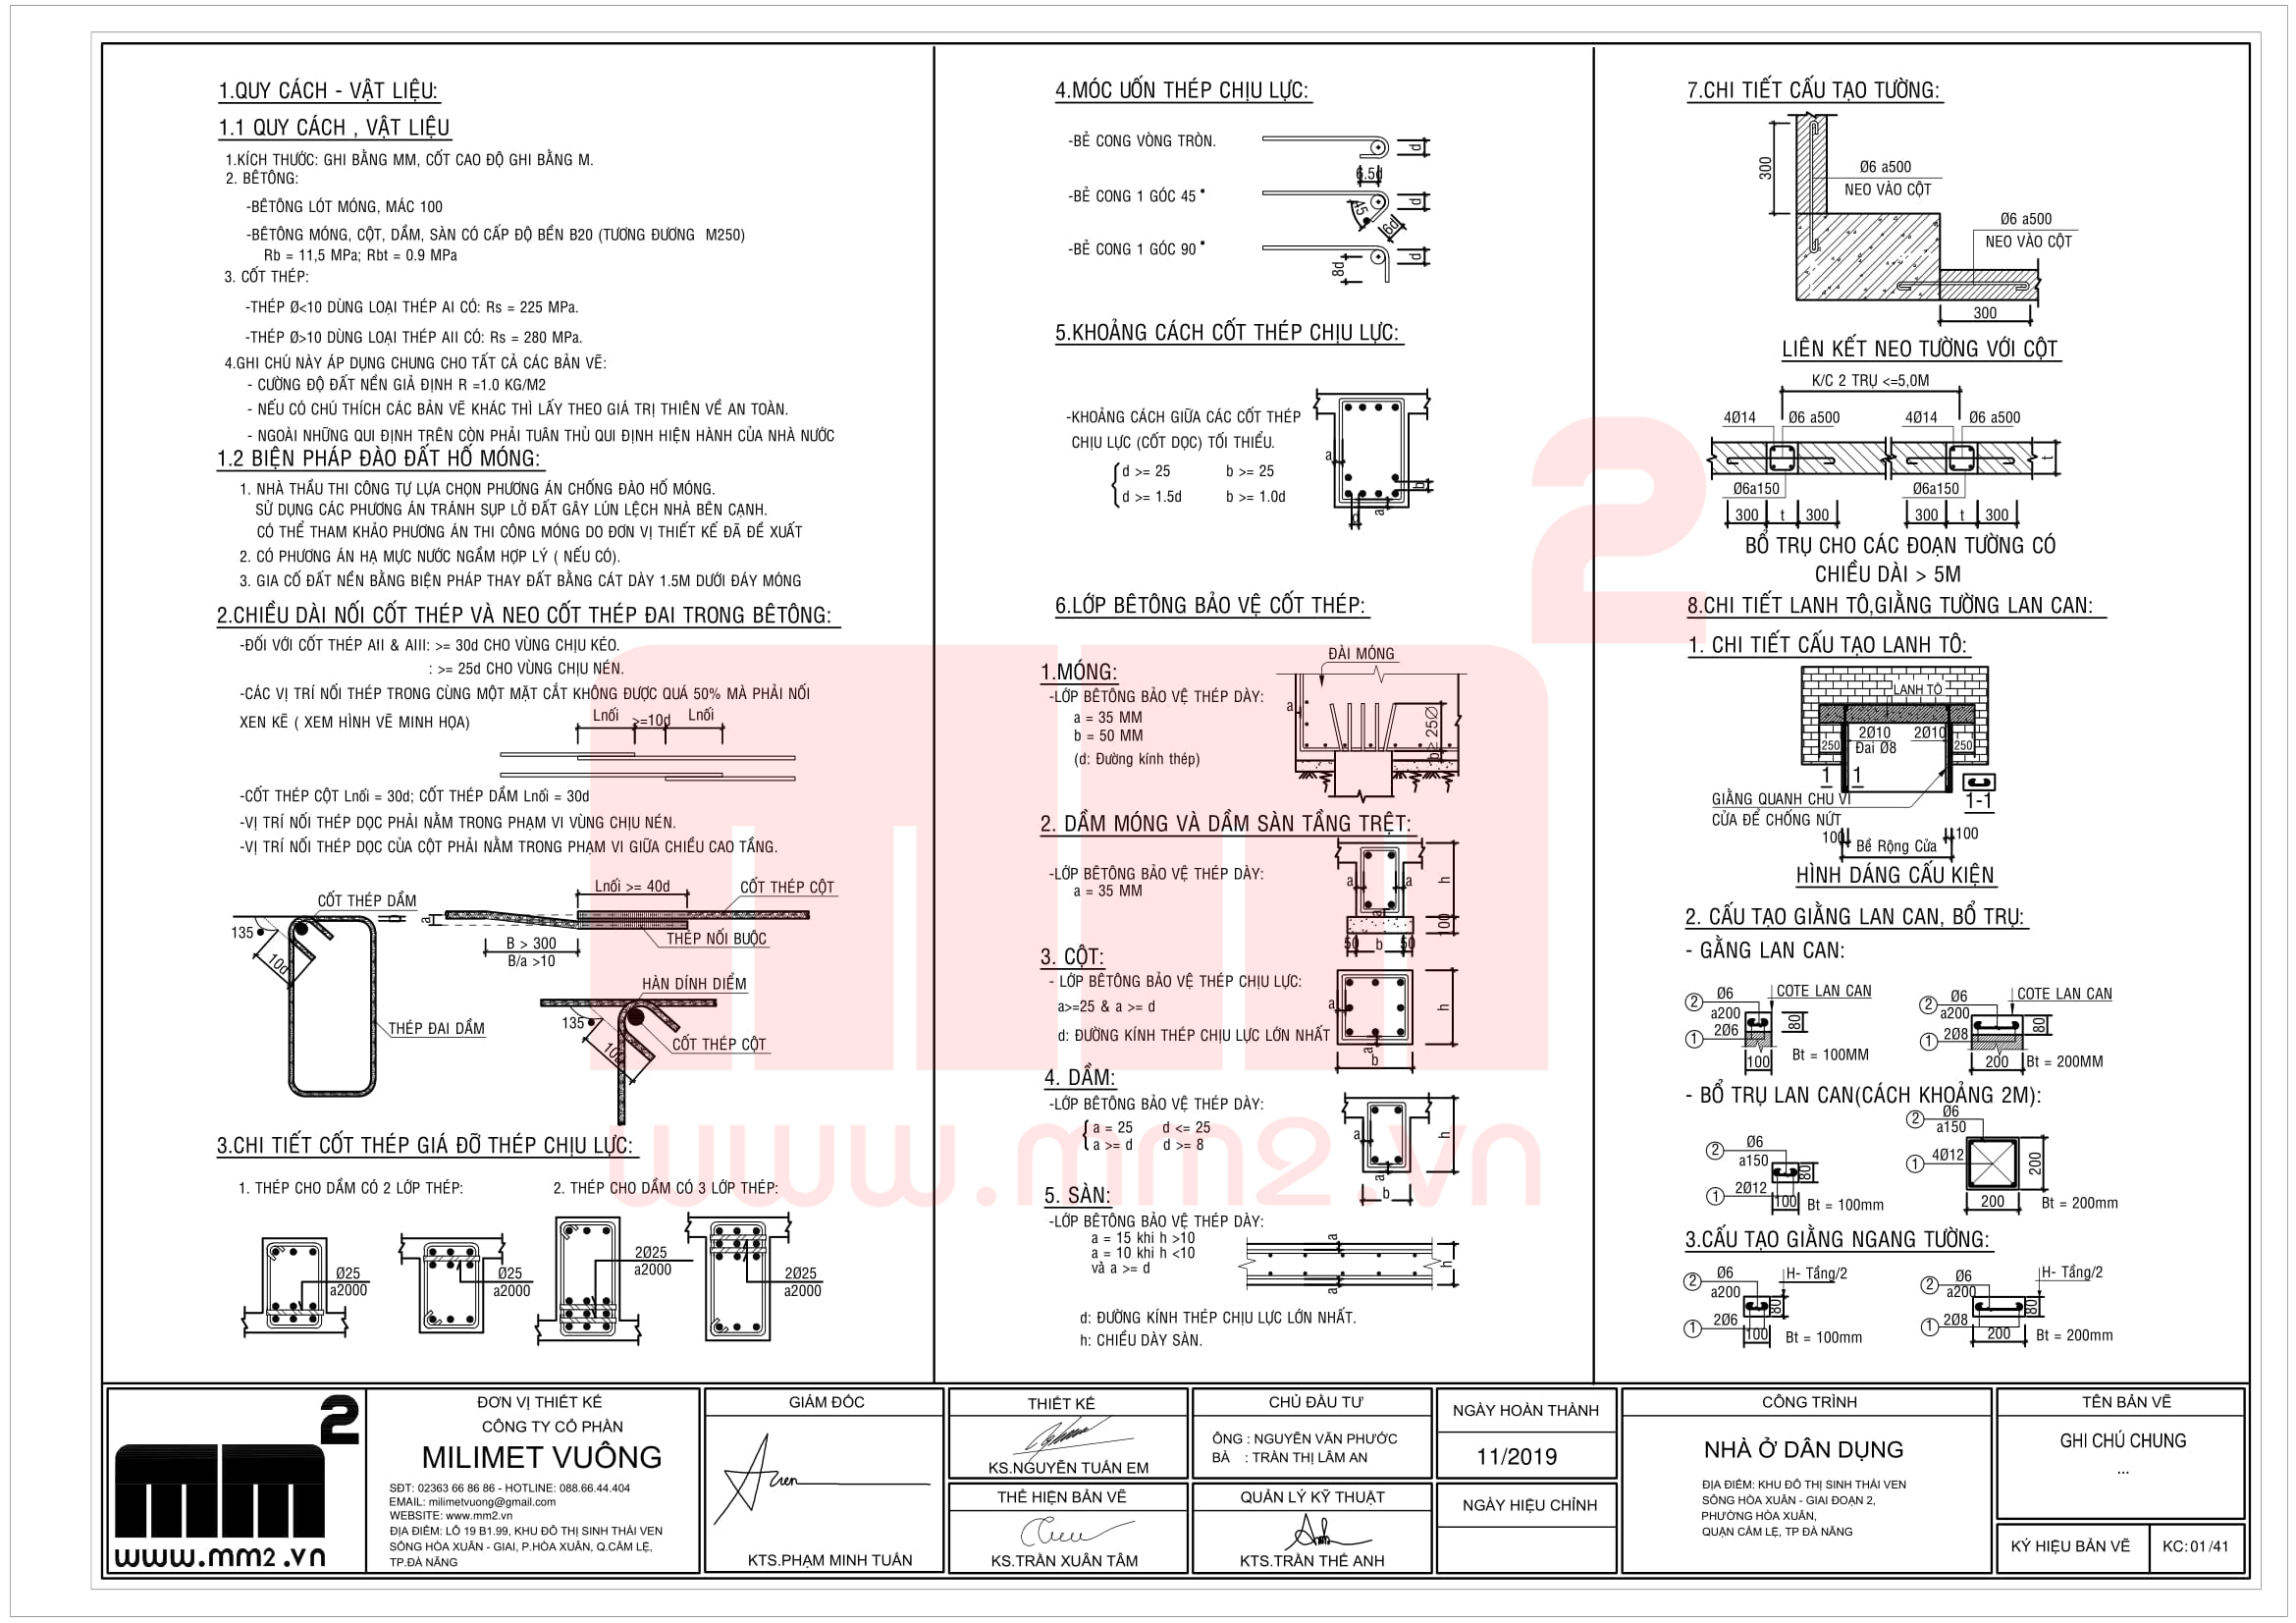 1.QUY CÁCH - VẬT LIỆU:
1.1 QUY CÁCH , VẬT LIỆU
1.KÍCH THƯỚC: GHI BẰNG MM, CỐT CAO ĐỘ GHI BẰNG M.
2. BÊTÔNG:
-BÊTÔNG LÓT MÓNG, MÁC 100
-BÊTÔNG MÓNG, CỘT, DẦM, SÀN CÓ CẤP ĐỘ BỀN B20 (TƯƠNG ĐƯƠNG M250)
Rb = 11,5 MPa; Rbt = 0.9 MPa
3. CỐT THÉP:
-THÉP Ø<10 DÙNG LOẠI THÉP AI CÓ: Rs = 225 MPa.
-THÉP Ø>10 DÙNG LOẠI THÉP AII CÓ: Rs = 280 MPa.
4.GHI CHÚ NÀY ÁP DỤNG CHUNG CHO TẤT CẢ CÁC BẢN VẼ:
- CƯỜNG ĐỘ ĐẤT NỀN GIẢ ĐỊNH R =1.0 KG/M2
- NẾU CÓ CHÚ THÍCH CÁC BẢN VẼ KHÁC THÌ LẤY THEO GIÁ TRỊ THIÊN VỀ AN TOÀN.
- NGOÀI NHỮNG QUI ĐỊNH TRÊN CÒN PHẢI TUÂN THỦ QUI ĐỊNH HIỆN HÀNH CỦA NHÀ NƯỚC
1.2 BIỆN PHÁP ĐÀO ĐẤT HỐ MÓNG:
1. NHÀ THẦU THI CÔNG TỰ LỰA CHỌN PHƯƠNG ÁN CHỐNG ĐÀO HỐ MÓNG.
SỬ DỤNG CÁC PHƯƠNG ÁN TRÁNH SỤP LỞ ĐẤT GÂY LÚN LỆCH NHÀ BÊN CẠNH.
CÓ THỂ THAM KHẢO PHƯƠNG ÁN THI CÔNG MÓNG DO ĐƠN VỊ THIẾT KẾ ĐÃ ĐỀ XUẤT
2. CÓ PHƯƠNG ÁN HẠ MỰC NƯỚC NGẦM HỢP LÝ ( NẾU CÓ).
3. GIA CỐ ĐẤT NỀN BẰNG BIỆN PHÁP THAY ĐẤT BẰNG CÁT DÀY 1.5M DƯỚI ĐÁY MÓNG
2.CHIỀU DÀI NỐI CỐT THÉP VÀ NEO CỐT THÉP ĐAI TRONG BÊTÔNG:
-ĐỐI VỚI CỐT THÉP AII & AIII: >= 30d CHO VÙNG CHỊU KÉO.
: >= 25d CHO VÙNG CHỊU NÉN.
-CÁC VỊ TRÍ NỐI THÉP TRONG CÙNG MỘT MẶT CẮT KHÔNG ĐƯỢC QUÁ 50% MÀ PHẢI NỐI
XEN KẼ ( XEM HÌNH VẼ MINH HỌA)
Lnối >=10d Lnối
-CỐT THÉP CỘT Lnối = 30d; CỐT THÉP DẦM Lnối = 30d
-VỊ TRÍ NỐI THÉP DỌC PHẢI NẰM TRONG PHẠM VI VÙNG CHỊU NÉN.
-VỊ TRÍ NỐI THÉP DỌC CỦA CỘT PHẢI NẰM TRONG PHẠM VI GIỮA CHIỀU CAO TẦNG.
CỐT THÉP DẦM
135
10d
THÉP ĐAI DẦM
Lnối >= 40d
CỐT THÉP CỘT
a
THÉP NỐI BUỘC
B > 300
B/a >10
HÀN DÍNH DIỂM
135
10d
CỐT THÉP CỘT
3.CHI TIẾT CỐT THÉP GIÁ ĐỠ THÉP CHỊU LỰC:
1. THÉP CHO DẦM CÓ 2 LỚP THÉP:
2. THÉP CHO DẦM CÓ 3 LỚP THÉP:
Ø25
a2000
Ø25
a2000
2Ø25
a2000
2Ø25
a2000
4.MÓC UỐN THÉP CHỊU LỰC:
-BẺ CONG VÒNG TRÒN.
d
6.5d
-BẺ CONG 1 GÓC 45°
d
45
6d
-BẺ CONG 1 GÓC 90°
d
8d
5.KHOẢNG CÁCH CỐT THÉP CHỊU LỰC:
-KHOẢNG CÁCH GIỮA CÁC CỐT THÉP
CHỊU LỰC (CỐT DỌC) TỐI THIỂU.
d >= 25 b >= 25
d >= 1.5d b >= 1.0d
a
b
a
6.LỚP BÊTÔNG BẢO VỆ CỐT THÉP:
1.MÓNG:
-LỚP BÊTÔNG BẢO VỆ THÉP DÀY:
a = 35 MM
b = 50 MM
(d: Đường kính thép)
ĐÀI MÓNG
a
b
≥ 25Ø
2. DẦM MÓNG VÀ DẦM SÀN TẦNG TRỆT:
-LỚP BÊTÔNG BẢO VỆ THÉP DÀY:
a = 35 MM
a a a
h
100
50 b 50
3. CỘT:
- LỚP BÊTÔNG BẢO VỆ THÉP CHỊU LỰC:
a>=25 & a >= d
d: ĐƯỜNG KÍNH THÉP CHỊU LỰC LỚN NHẤT
a
h
a
b
4. DẦM:
-LỚP BÊTÔNG BẢO VỆ THÉP DÀY:
a = 25 d <= 25
a >= d d >= 8
a
h
a
b
5. SÀN:
-LỚP BÊTÔNG BẢO VỆ THÉP DÀY:
a = 15 khi h >10
a = 10 khi h <10
và a >= d
a
h
a
d: ĐƯỜNG KÍNH THÉP CHỊU LỰC LỚN NHẤT.
h: CHIỀU DÀY SÀN.
7.CHI TIẾT CẤU TẠO TƯỜNG:
300
Ø6 a500
NEO VÀO CỘT
Ø6 a500
NEO VÀO CỘT
300
LIÊN KẾT NEO TƯỜNG VỚI CỘT
K/C 2 TRỤ <=5,0M
4Ø14 Ø6 a500 4Ø14 Ø6 a500
t
Ø6a150 Ø6a150
300 t 300 300 t 300
BỔ TRỤ CHO CÁC ĐOẠN TƯỜNG CÓ
CHIỀU DÀI > 5M
8.CHI TIẾT LANH TÔ,GIẰNG TƯỜNG LAN CAN:
1. CHI TIẾT CẤU TẠO LANH TÔ:
LANH TÔ
2Ø10 2Ø10
250 Đai Ø8 250
1 1
1-1
GIẰNG QUANH CHU VI
CỬA ĐỂ CHỐNG NỨT
100 100
Bề Rộng Cửa
HÌNH DÁNG CẤU KIỆN
2. CẤU TẠO GIẰNG LAN CAN, BỔ TRỤ:
- GẰNG LAN CAN:
2 Ø6 a200 COTE LAN CAN
1 2Ø6 80
100 Bt = 100MM
2 Ø6 a200 COTE LAN CAN
1 2Ø8 80
200 Bt = 200MM
- BỔ TRỤ LAN CAN(CÁCH KHOẢNG 2M):
2 Ø6 a150
1 2Ø12 80
100 Bt = 100mm
2 Ø6 a150
1 4Ø12 200
200 Bt = 200mm
3.CẤU TẠO GIẰNG NGANG TƯỜNG:
2 Ø6 a200 H- Tầng/2
1 2Ø6 80
100 Bt = 100mm
2 Ø6 a200 H- Tầng/2
1 2Ø8 80
200 Bt = 200mm
mm2
www.mm2.vn
mm2
www.mm2.vn
ĐƠN VỊ THIẾT KẾ
CÔNG TY CỔ PHẦN
MILIMET VUÔNG
SĐT: 02363 66 86 86 - HOTLINE: 088.66.44.404
EMAIL: milimetvuong@gmail.com
WEBSITE: www.mm2.vn
ĐỊA ĐIỂM: LÔ 19 B1.99, KHU ĐÔ THỊ SINH THÁI VEN
SÔNG HÒA XUÂN - GIAI, P.HÒA XUÂN, Q.CẨM LỆ,
TP.ĐÀ NẴNG
GIÁM ĐỐC
KTS.PHẠM MINH TUẤN
THIẾT KẾ
KS.NGUYỄN TUẤN EM
THỂ HIỆN BẢN VẼ
KS.TRẦN XUÂN TÂM
CHỦ ĐẦU TƯ
ÔNG : NGUYỄN VĂN PHƯỚC
BÀ : TRẦN THỊ LÂM AN
QUẢN LÝ KỸ THUẬT
KTS.TRẦN THẾ ANH
NGÀY HOÀN THÀNH
11/2019
NGÀY HIỆU CHỈNH
CÔNG TRÌNH
NHÀ Ở DÂN DỤNG
ĐỊA ĐIỂM: KHU ĐÔ THỊ SINH THÁI VEN
SÔNG HÒA XUÂN - GIAI ĐOẠN 2,
PHƯỜNG HÒA XUÂN,
QUẬN CẨM LỆ, TP ĐÀ NẴNG
TÊN BẢN VẼ
GHI CHÚ CHUNG
...
KÝ HIỆU BẢN VẼ
KC: 01/41